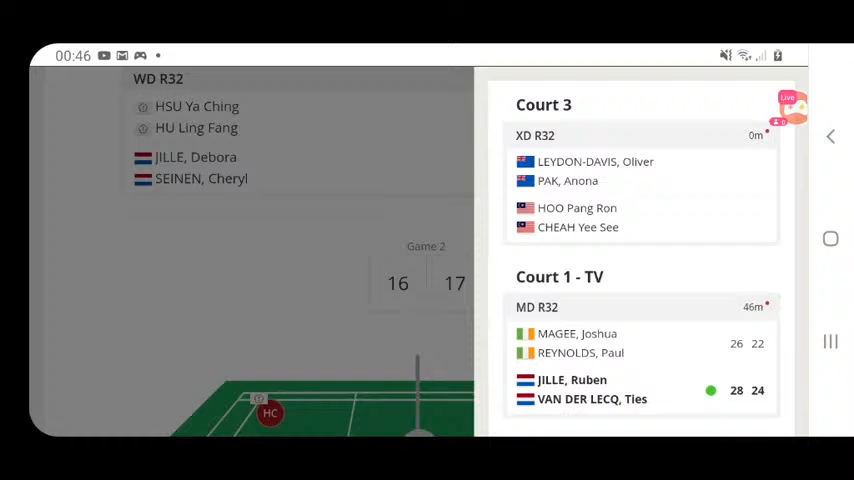 00:46
WD R32
HSU Ya Ching
HU Ling Fang
JILLE, Debora
SEINEN, Cheryl
Game 2
16 17
HC
Court 3
Live
0
XD R32 0m
LEYDON-DAVIS, Oliver
PAK, Anona
HOO Pang Ron
CHEAH Yee See
Court 1 - TV
MD R32 46m
MAGEE, Joshua
REYNOLDS, Paul
26 22
JILLE, Ruben
VAN DER LECQ, Ties
28 24